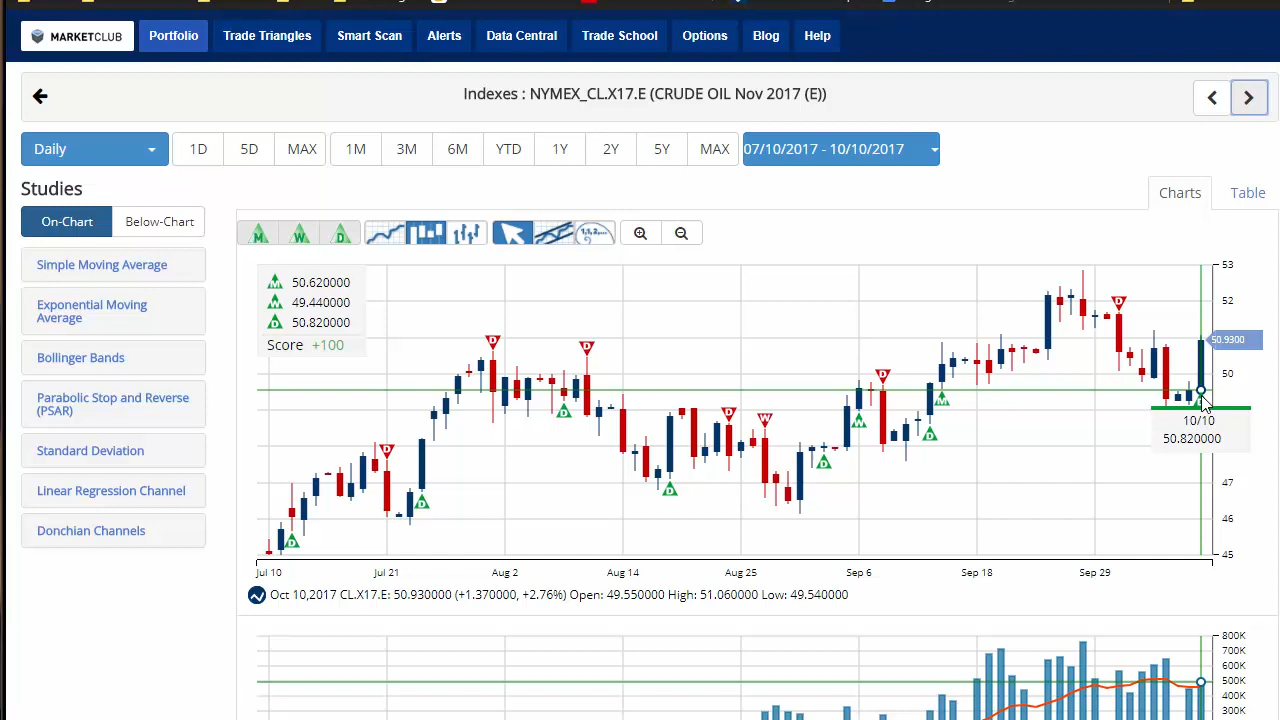 MARKETCLUB Portfolio Trade Triangles Smart Scan Alerts Data Central Trade School Options Blog Help
Indexes : NYMEX_CL.X17.E (CRUDE OIL Nov 2017 (E))
Daily 1D 5D MAX 1M 3M 6M YTD 1Y 2Y 5Y MAX 07/10/2017 - 10/10/2017
Studies
Charts Table
On-Chart Below-Chart
M W D
Simple Moving Average
Exponential Moving
Average
Bollinger Bands
Parabolic Stop and Reverse
(PSAR)
Standard Deviation
Linear Regression Channel
Donchian Channels
M 50.620000
W 49.440000
D 50.820000
Score +100
53
52
50.9300
50
47
46
45
10/10
50.820000
Jul 10 Jul 21 Aug 2 Aug 14 Aug 25 Sep 6 Sep 18 Sep 29
Oct 10,2017 CL.X17.E: 50.930000 (+1.370000, +2.76%) Open: 49.550000 High: 51.060000 Low: 49.540000
800K
700K
600K
500K
400K
300K